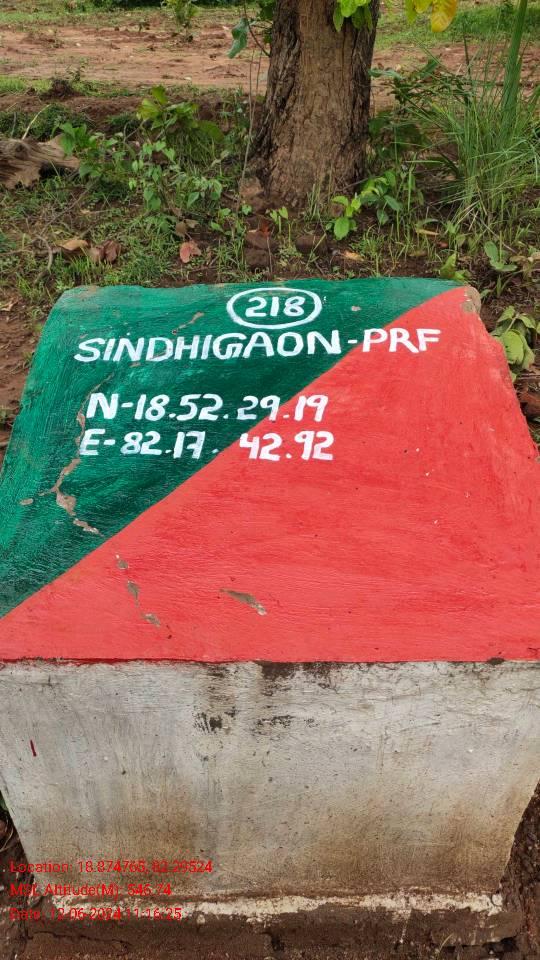 218
SINDHIGAON-PRF
N-18.52.29.19
E-82.17. 42.92
Location: 18.874765, 82.29524
MSL Altitude(M): 546.74
Date: 12-06-2024 11:16:25